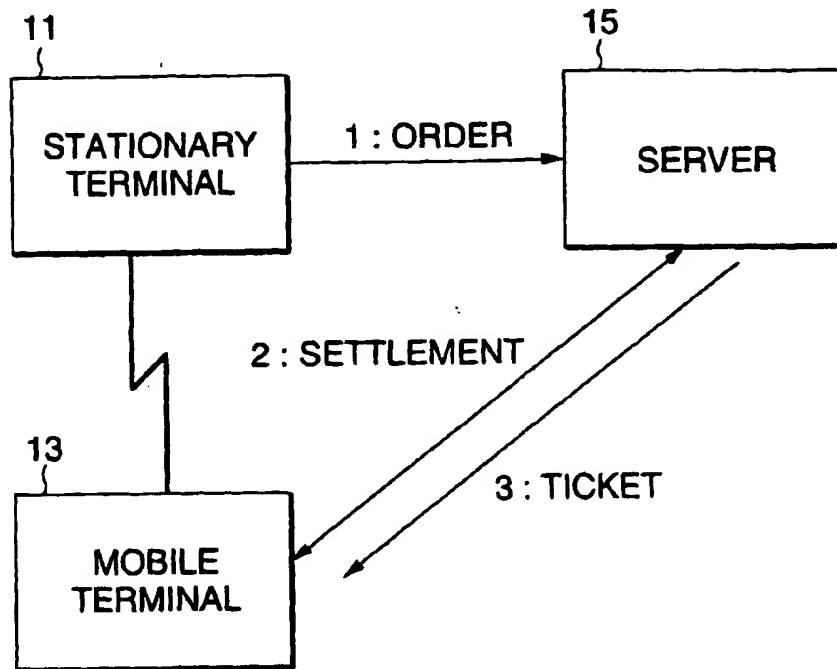 11
15
STATIONARY
TERMINAL
1 : ORDER
SERVER
2 : SETTLEMENT
13
3 : TICKET
MOBILE
TERMINAL